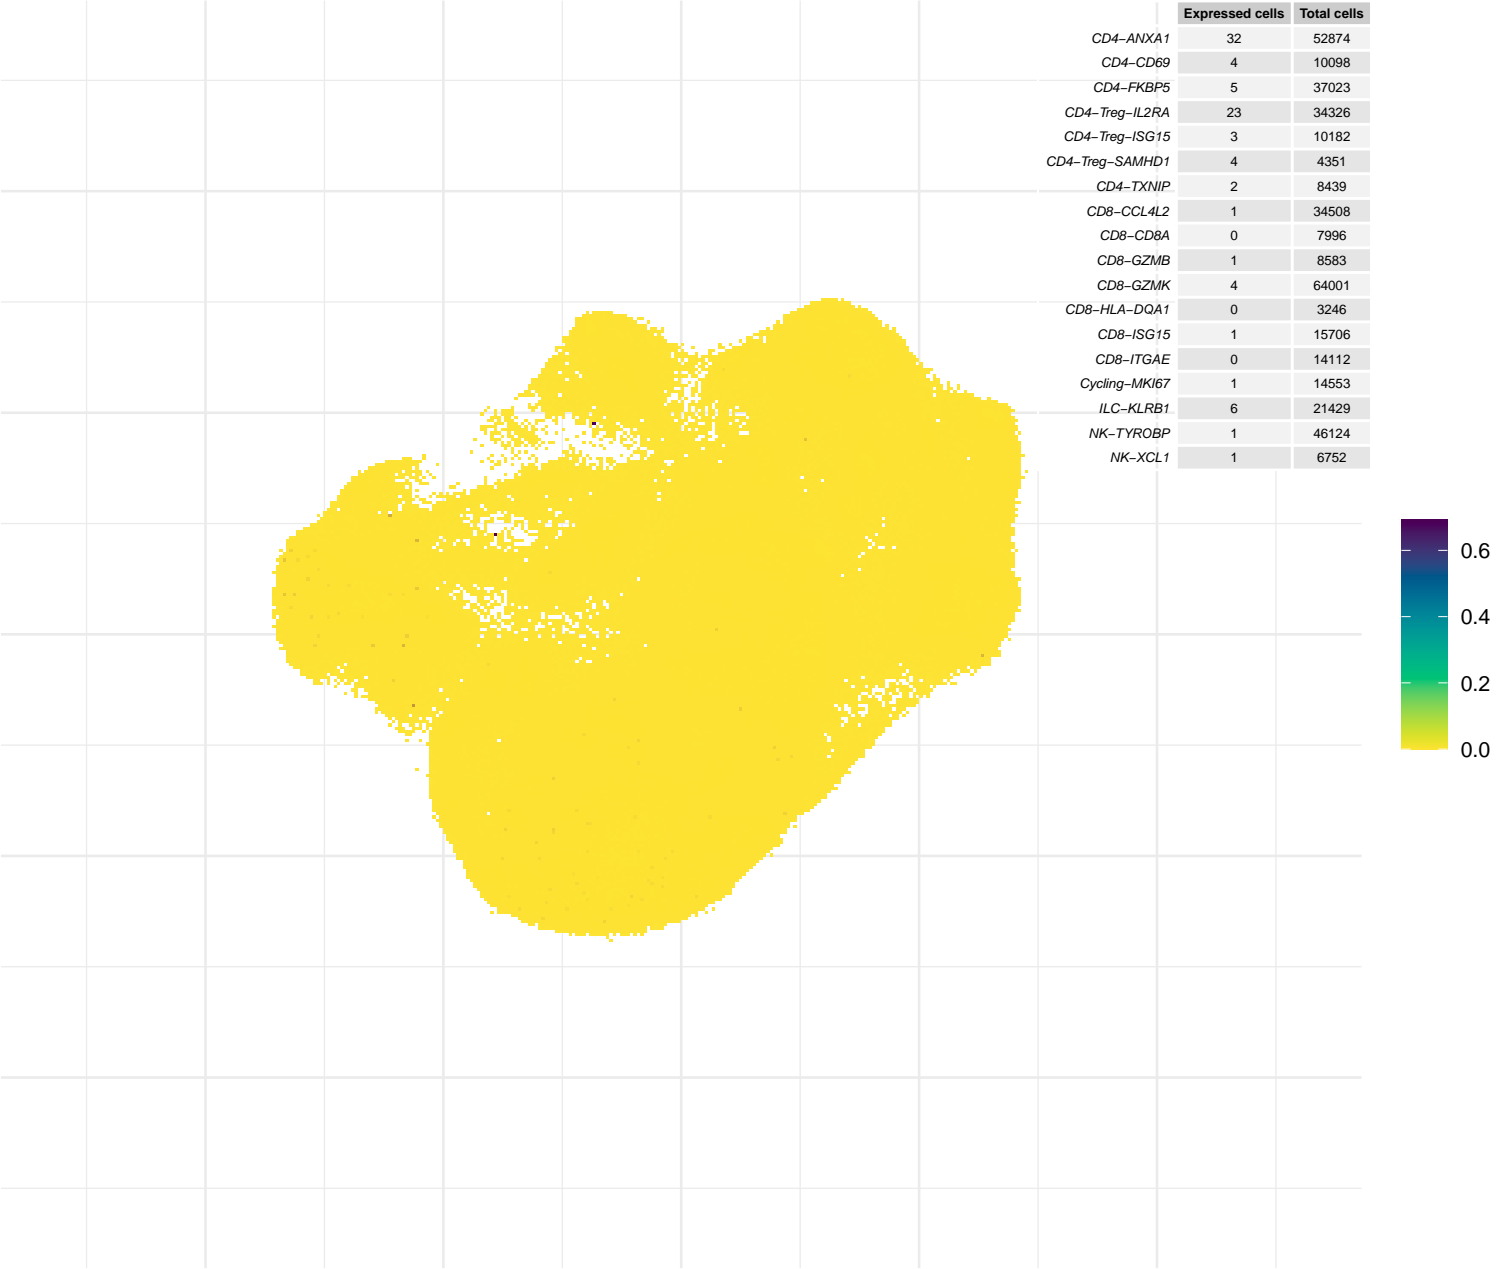 Expressed cells Total cells
CD4−ANXA1 32 52874
CD4−CD69 4 10098
CD4−FKBP5 5 37023
CD4−Treg−IL2RA 23 34326
CD4−Treg−ISG15 3 10182
CD4−Treg−SAMHD1 4 4351
CD4−TXNIP 2 8439
CD8−CCL4L2 1 34508
CD8−CD8A 0 7996
CD8−GZMB 1 8583
CD8−GZMK 4 64001
CD8−HLA−DQA1 0 3246
CD8−ISG15 1 15706
CD8−ITGAE 0 14112
Cycling−MKI67 1 14553
ILC−KLRB1 6 21429
NK−TYROBP 1 46124
NK−XCL1 1 6752
0.6
0.4
0.2
0.0